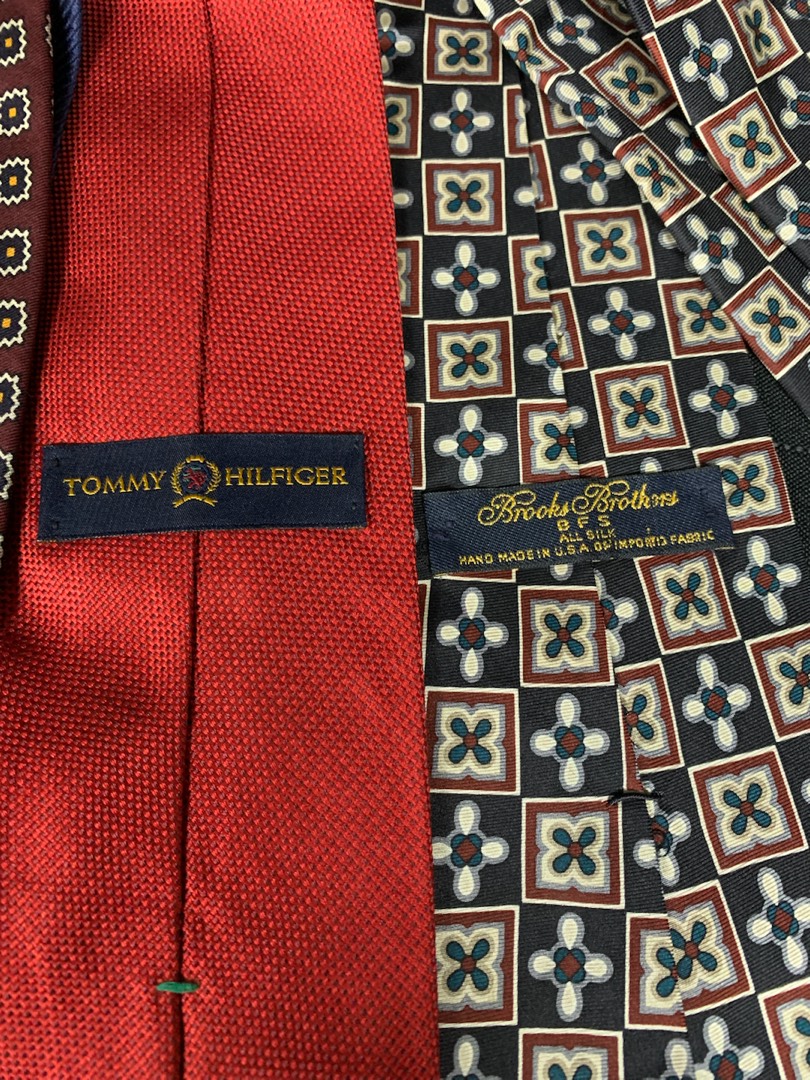 TOMMY HILFIGER
Brooks Brothers
BFS
ALL SILK
HAND MADE IN U.S.A. OF IMPORTED FABRIC